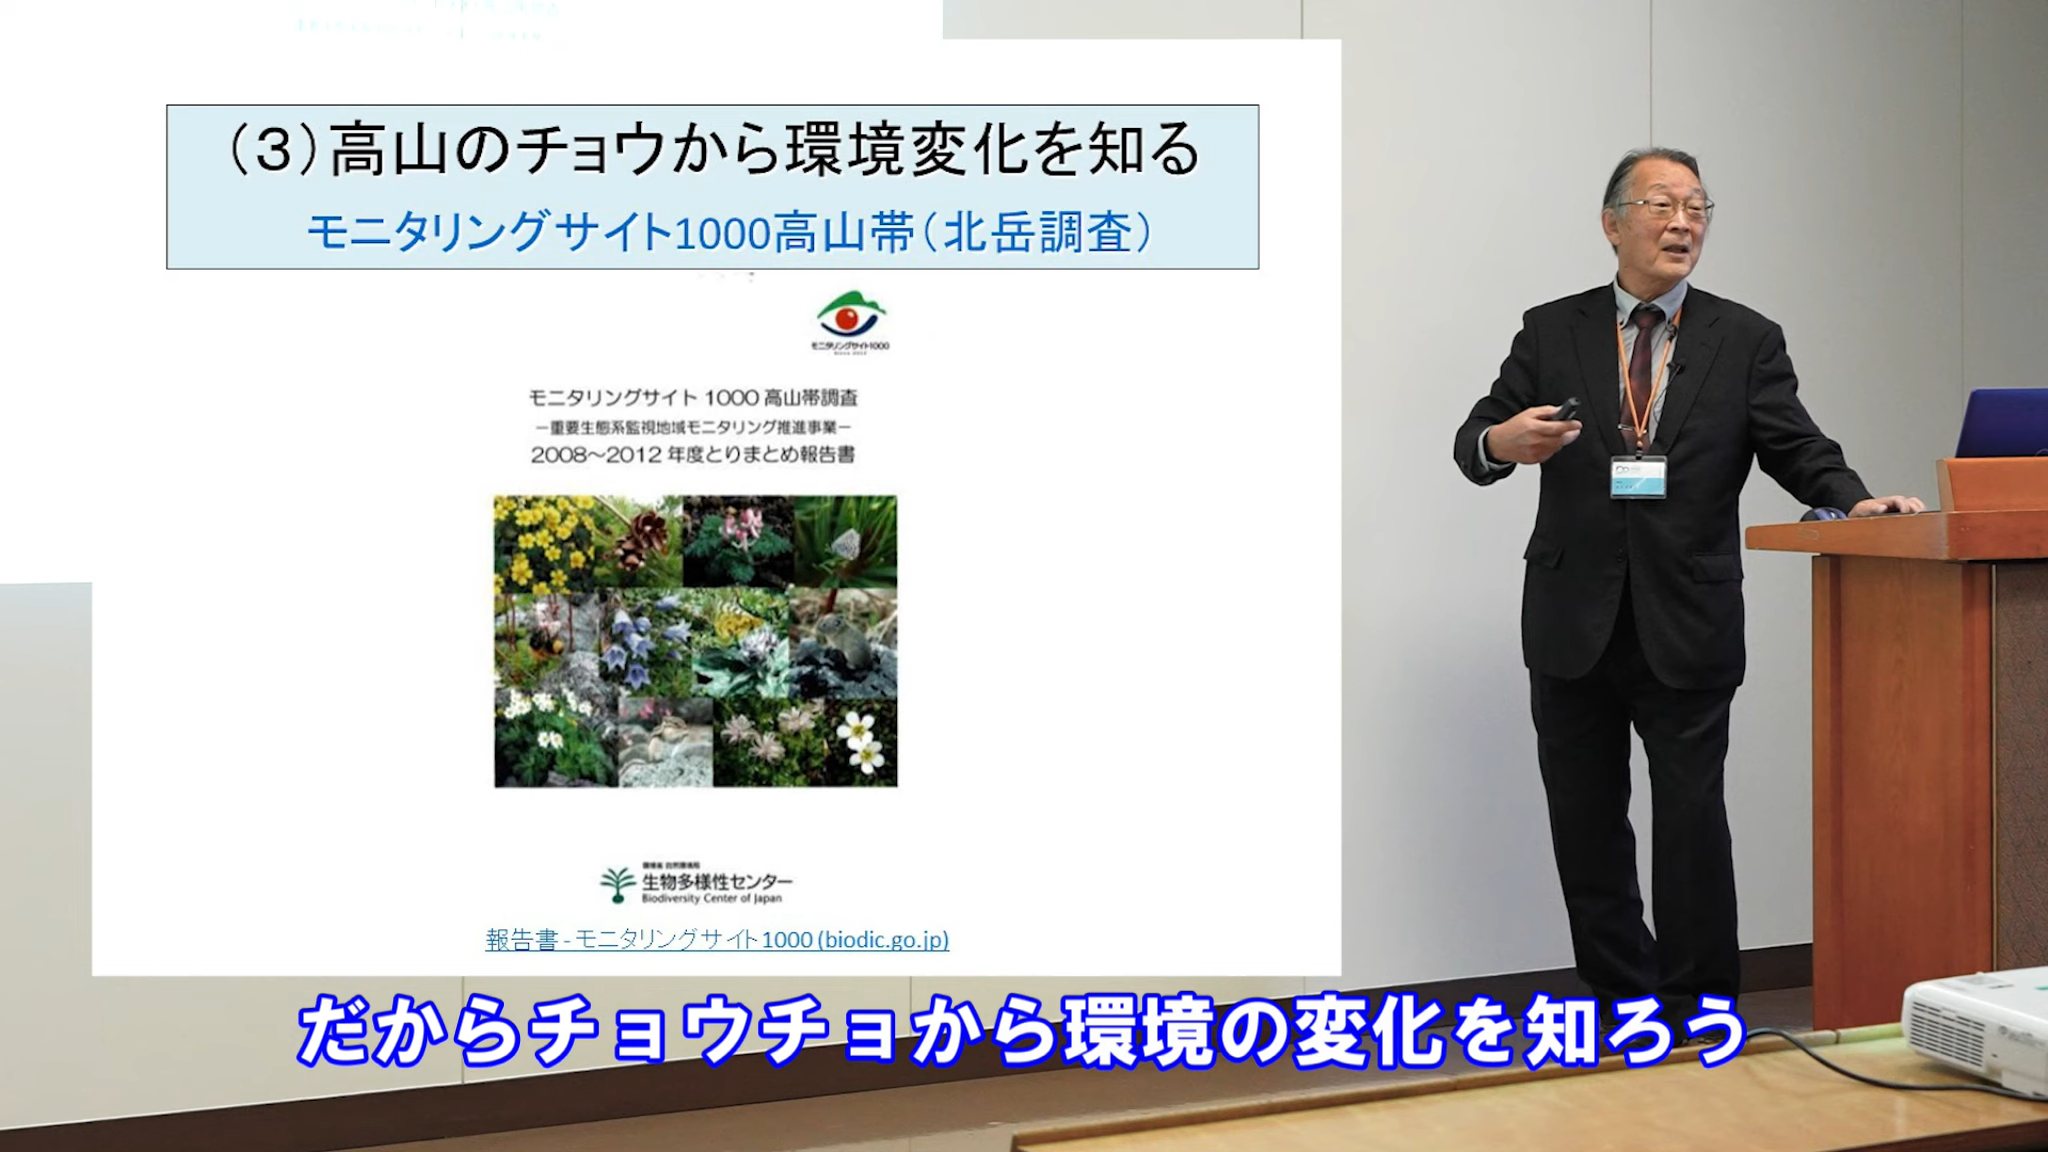 （３）高山のチョウから環境変化を知る
モニタリングサイト1000高山帯（北岳調査）
モニタリングサイト1000
モニタリングサイト 1000 高山帯調査
－重要生態系監視地域モニタリング推進事業－
2008～2012 年度とりまとめ報告書
環境省 自然環境局
生物多様性センター
Biodiversity Center of Japan
報告書 - モニタリングサイト1000 (biodic.go.jp)
だからチョウチョから環境の変化を知ろう